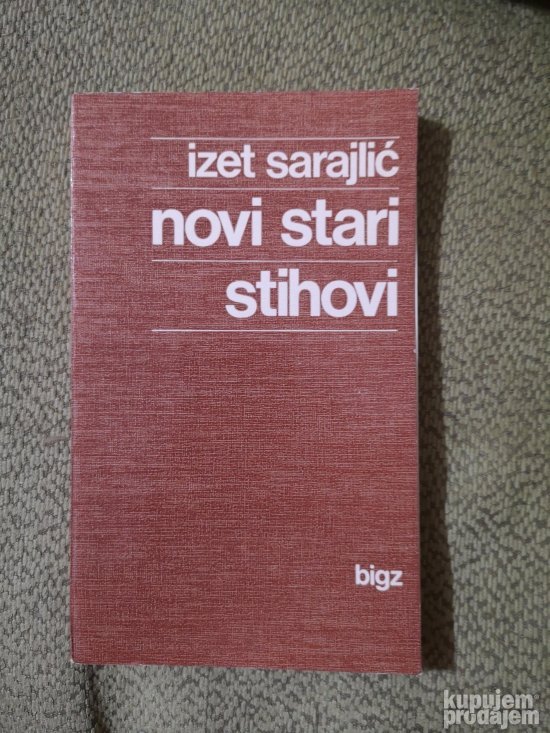 izet sarajlić
novi stari
stihovi
bigz
kupujem
prodajem